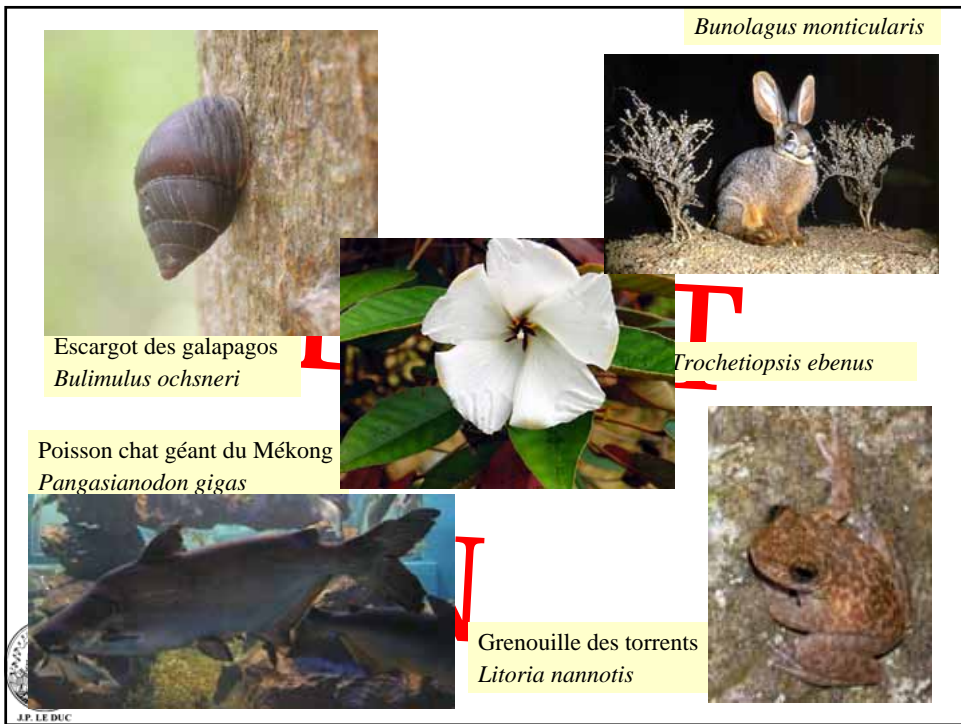 Bunolagus monticularis
Escargot des galapagos
Bulimulus ochsneri
T
Trochetiopsis ebenus
Poisson chat géant du Mékong
Pangasianodon gigas
N
Grenouille des torrents
Litoria nannotis
J.P. LE DUC